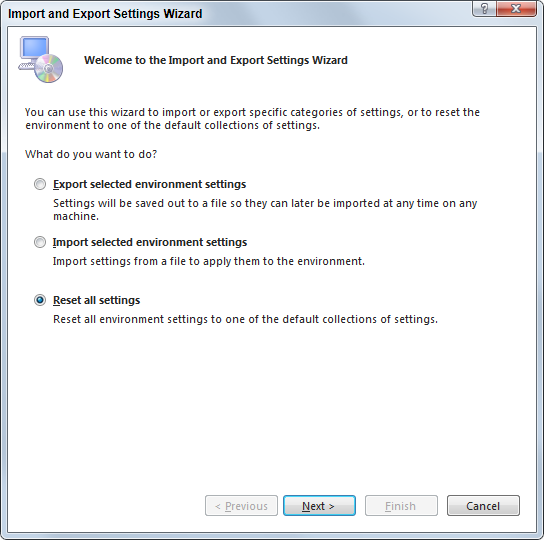 Import and Export Settings Wizard
?
Welcome to the Import and Export Settings Wizard
You can use this wizard to import or export specific categories of settings, or to reset the
environment to one of the default collections of settings.
What do you want to do?
Export selected environment settings
Settings will be saved out to a file so they can later be imported at any time on any
machine.
Import selected environment settings
Import settings from a file to apply them to the environment.
Reset all settings
Reset all environment settings to one of the default collections of settings.
< Previous
Next >
Finish
Cancel